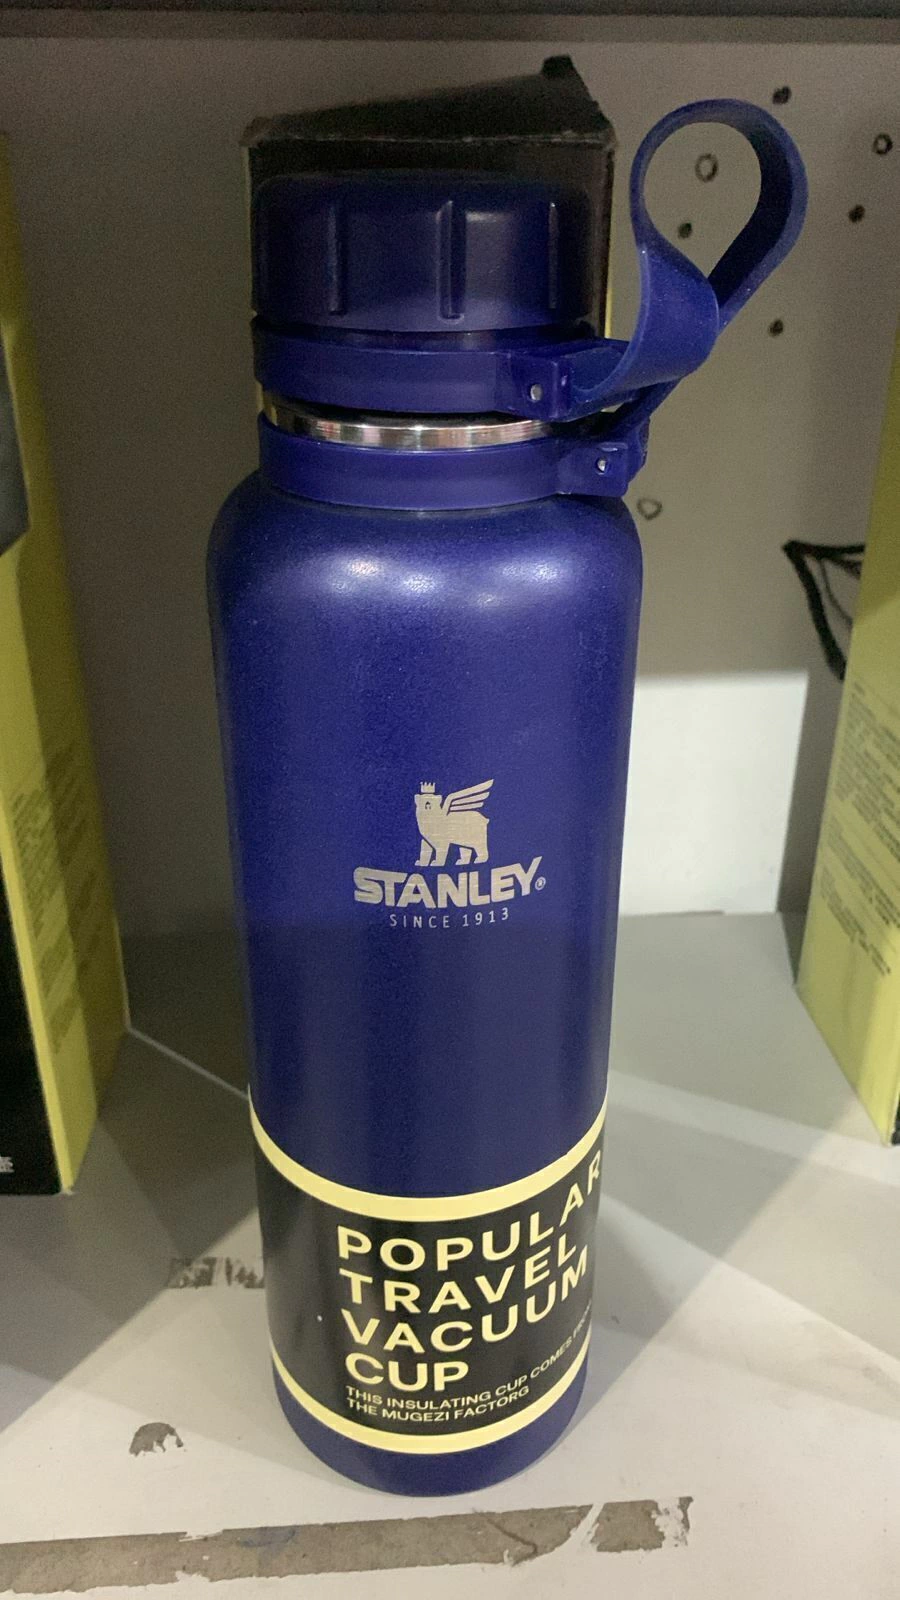 STANLEY®
SINCE 1913
POPULAR
TRAVEL
VACUUM
CUP
THIS INSULATING CUP COMES FROM
THE MUGEZI FACTORG